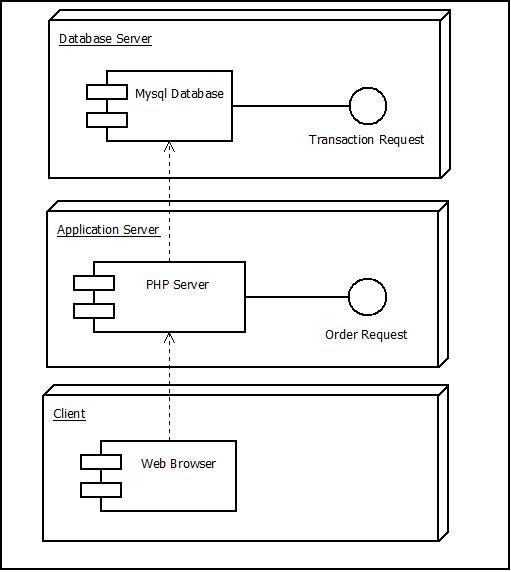 Database Server
Mysql Database
Transaction Request
Application Server
PHP Server
Order Request
Client
Web Browser